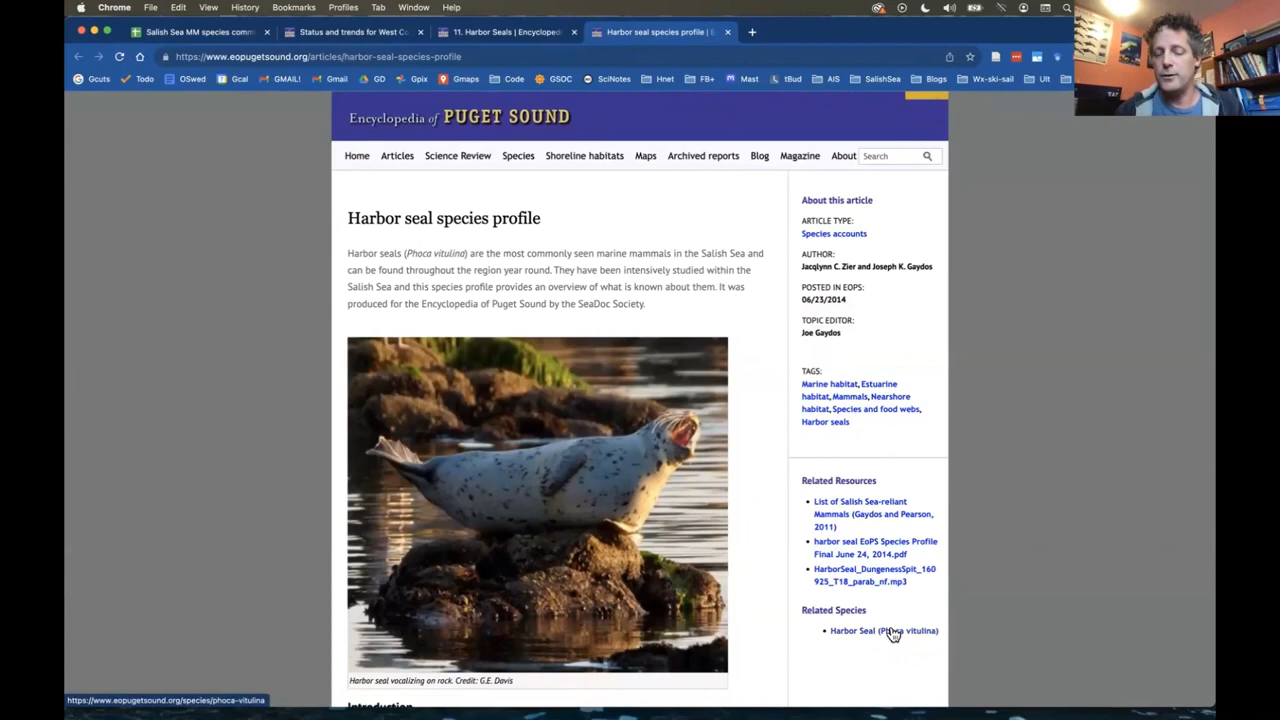 Chrome File Edit View History Bookmarks Profiles Tab Window Help
Salish Sea MM species comm
Status and trends for West Co
11. Harbor Seals | Encyclopedi
Harbor seal species profile | E
https://www.eopugetsound.org/articles/harbor-seal-species-profile
Gcuts Todo OSwed Gcal GMAIL! Gmail GD Gpix Gmaps Code GSOC SciNotes Hnet FB+ Mast tBud AIS SalishSea Blogs Wx-ski-sail Ult
Encyclopedia of PUGET SOUND
Home Articles Science Review Species Shoreline habitats Maps Archived reports Blog Magazine About Search
Harbor seal species profile
Harbor seals (Phoca vitulina) are the most commonly seen marine mammals in the Salish Sea and
can be found throughout the region year round. They have been intensively studied within the
Salish Sea and this species profile provides an overview of what is known about them. It was
produced for the Encyclopedia of Puget Sound by the SeaDoc Society.
Harbor seal vocalizing on rock. Credit: G.E. Davis
Introduction
About this article
ARTICLE TYPE:
Species accounts
AUTHOR:
Jacqlynn C. Zier and Joseph K. Gaydos
POSTED IN EOPS:
06/23/2014
TOPIC EDITOR:
Joe Gaydos
TAGS:
Marine habitat, Estuarine
habitat, Mammals, Nearshore
habitat, Species and food webs,
Harbor seals
Related Resources
• List of Salish Sea-reliant
Mammals (Gaydos and Pearson,
2011)
• harbor seal EoPS Species Profile
Final June 24, 2014.pdf
• HarborSeal_DungenessSpit_160
925_T18_parab_nf.mp3
Related Species
• Harbor Seal (Phoca vitulina)
https://www.eopugetsound.org/species/phoca-vitulina